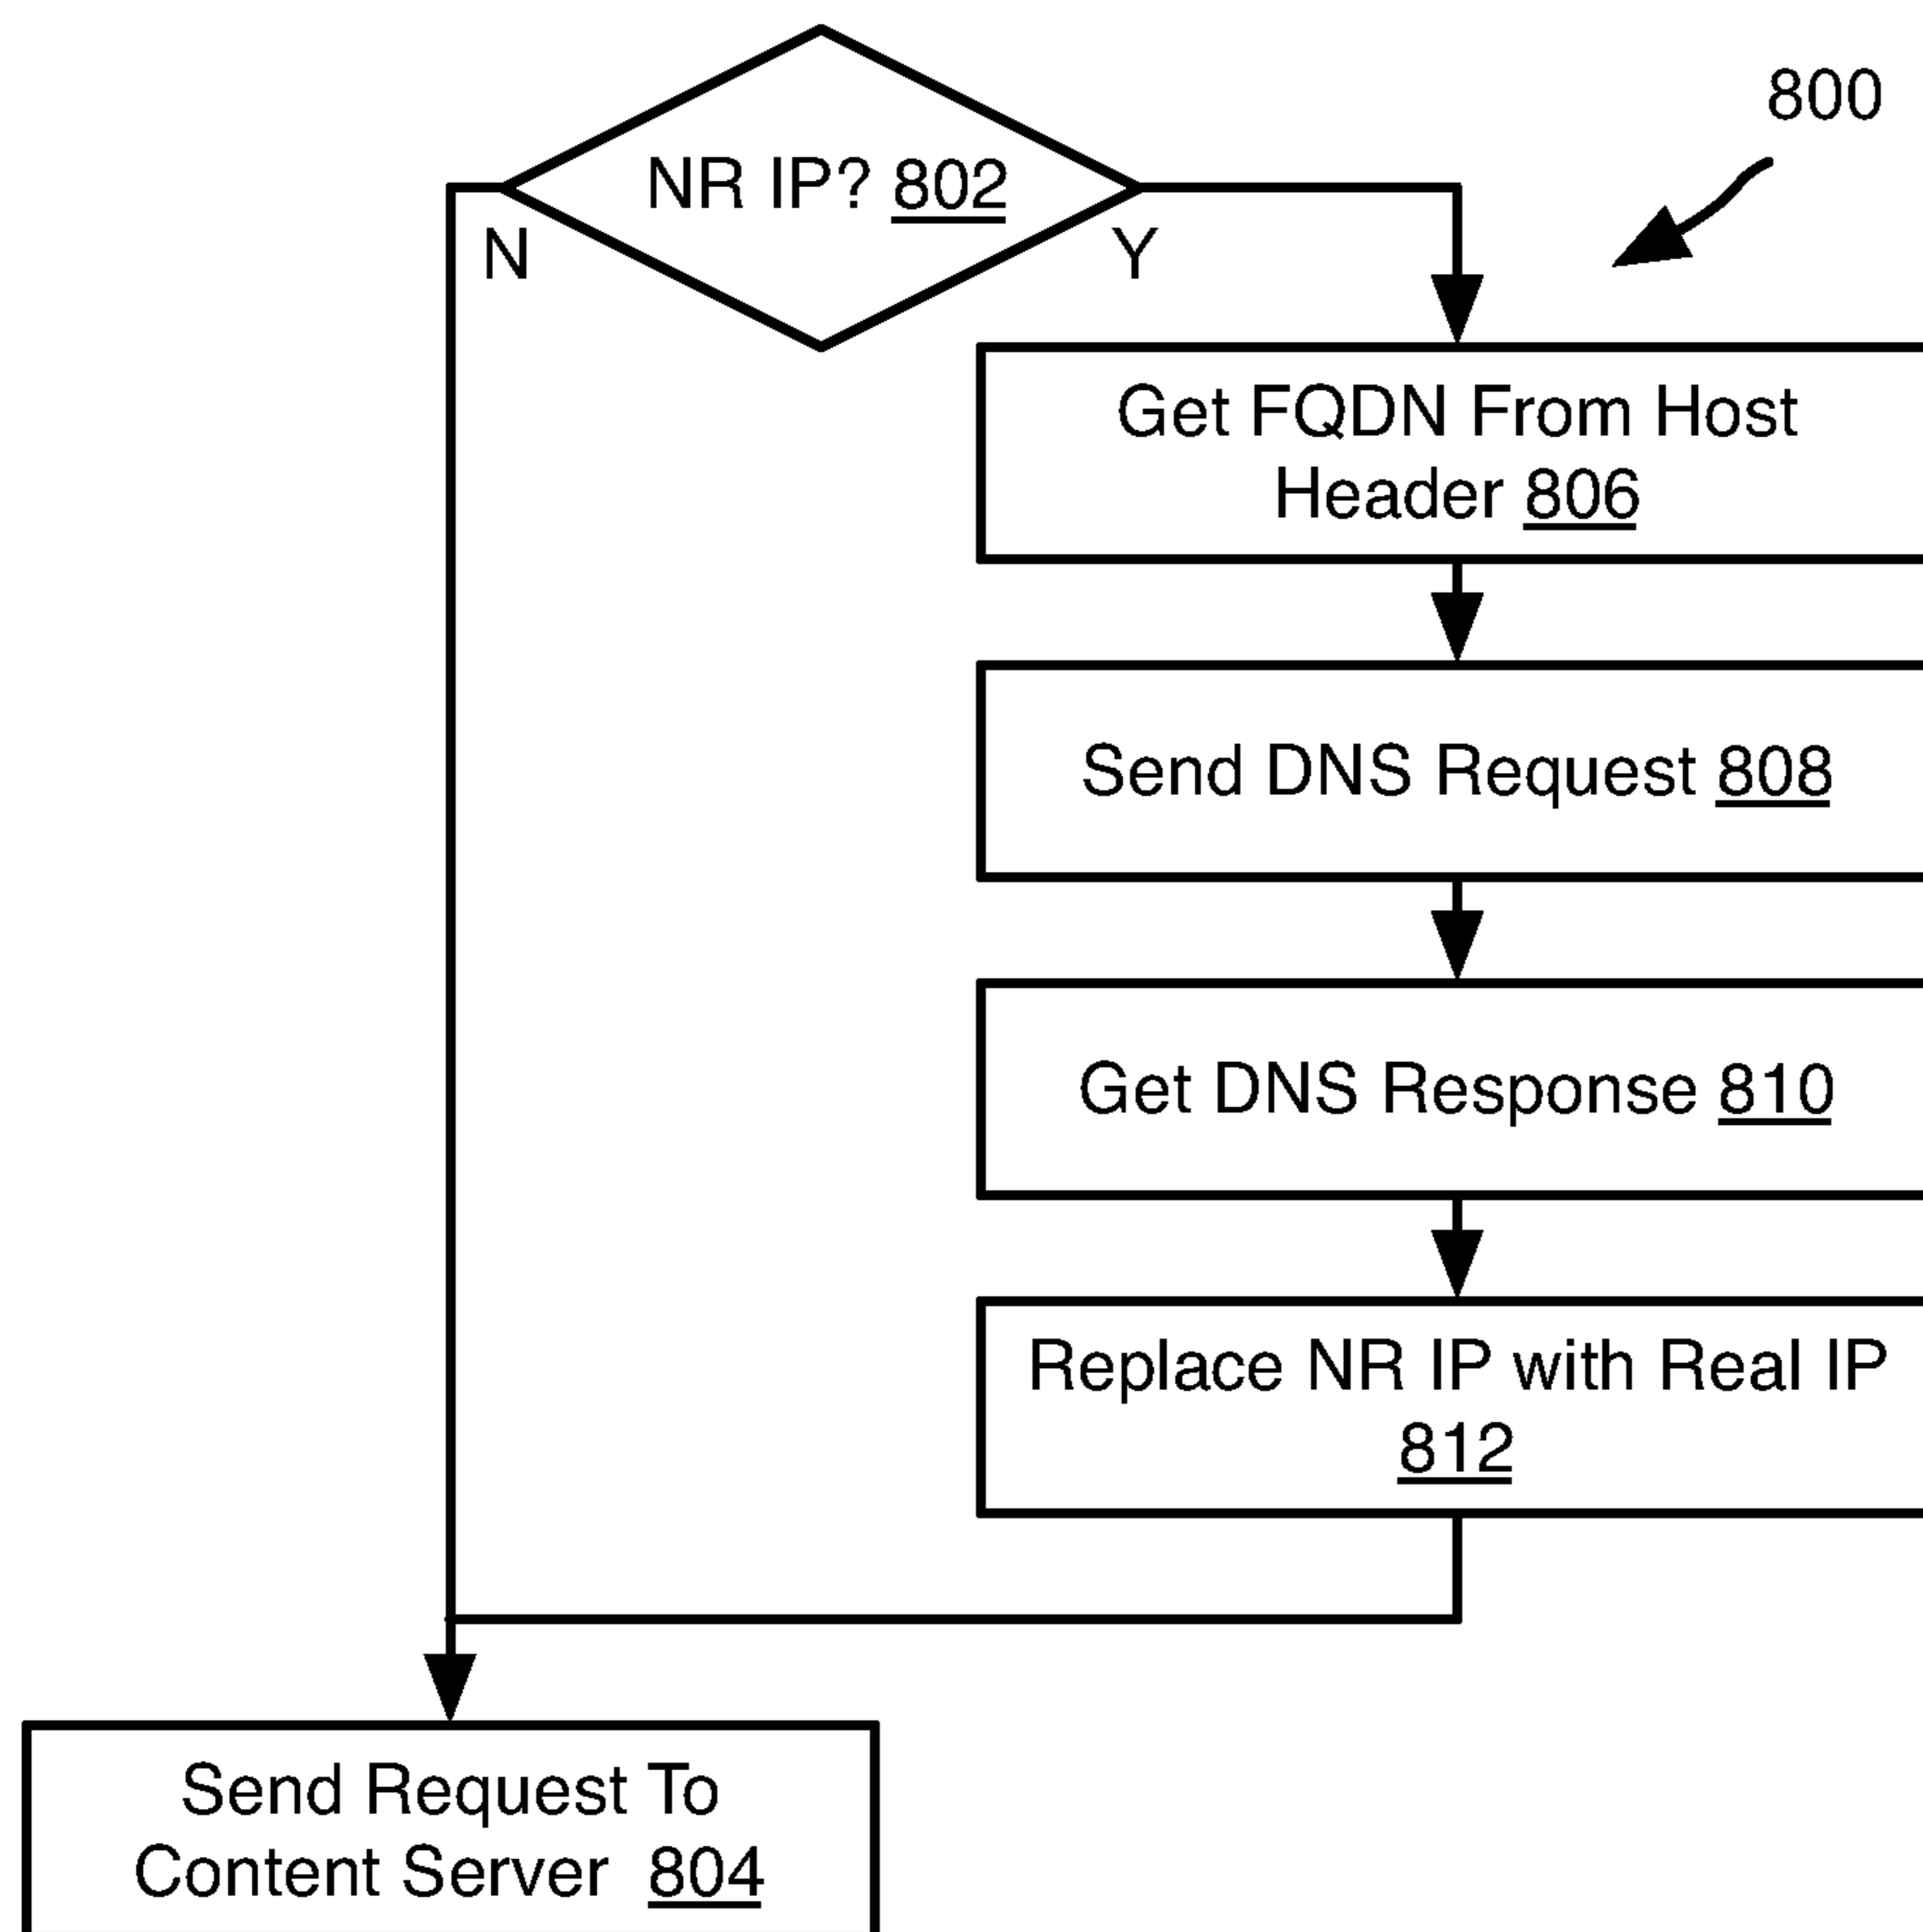 800
NR IP? 802
N
Y
Get FQDN From Host
Header 806
Send DNS Request 808
Get DNS Response 810
Replace NR IP with Real IP
812
Send Request To
Content Server 804